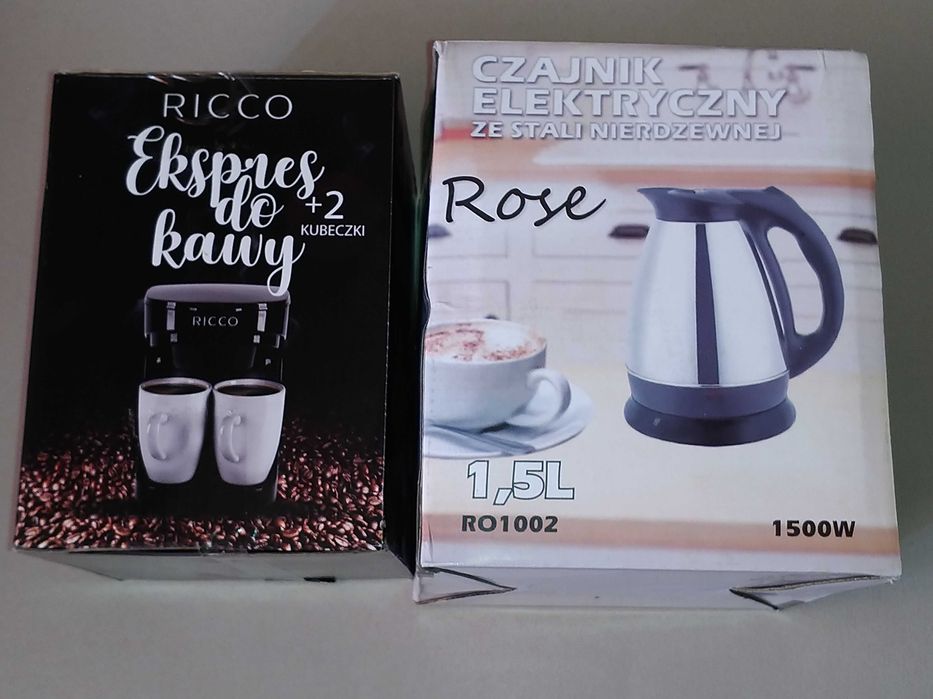 RICCO
Ekspres
do
kawy
+2
KUBECZKI
RICCO
CZAJNIK
ELEKTRYCZNY
ZE STALI NIERDZEWNEJ
Rose
1,5L
RO1002
1500W